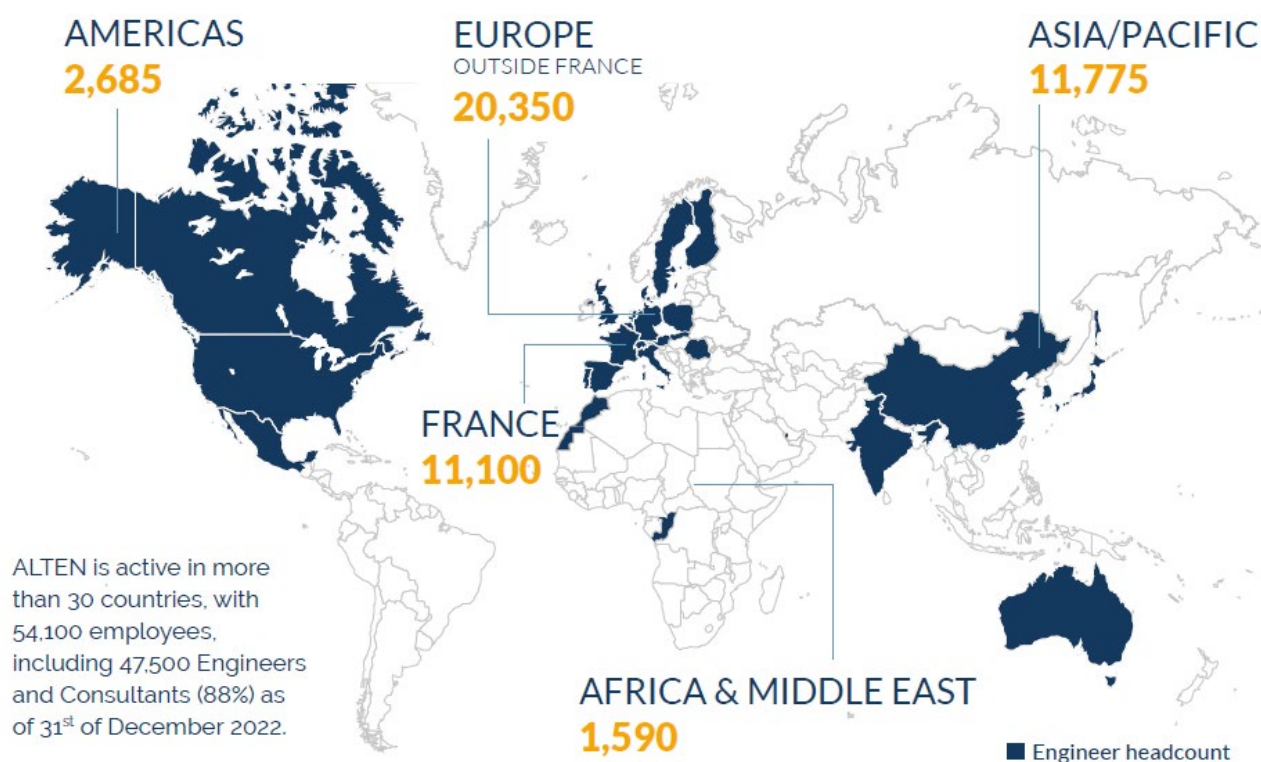 AMERICAS
2,685
EUROPE
OUTSIDE FRANCE
20,350
ASIA/PACIFIC
11,775
FRANCE
11,100
ALTEN is active in more
than 30 countries, with
54,100 employees,
including 47,500 Engineers
and Consultants (88%) as
of 31st of December 2022.
AFRICA & MIDDLE EAST
1,590
Engineer headcount